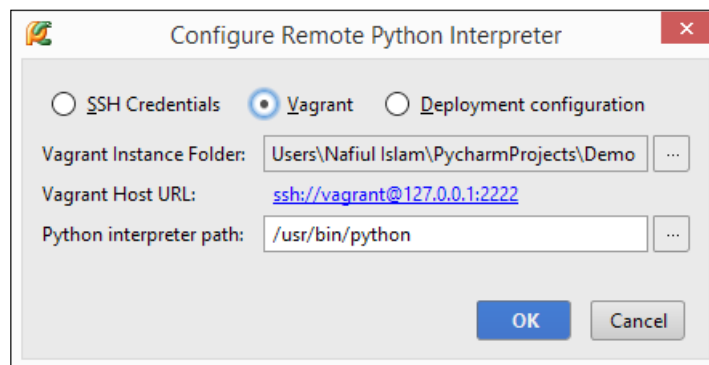 Configure Remote Python Interpreter
SSH Credentials Vagrant Deployment configuration
Vagrant Instance Folder: Users\Nafiul Islam\PycharmProjects\Demo ...
Vagrant Host URL: ssh://vagrant@127.0.0.1:2222
Python interpreter path: /usr/bin/python ...
OK Cancel